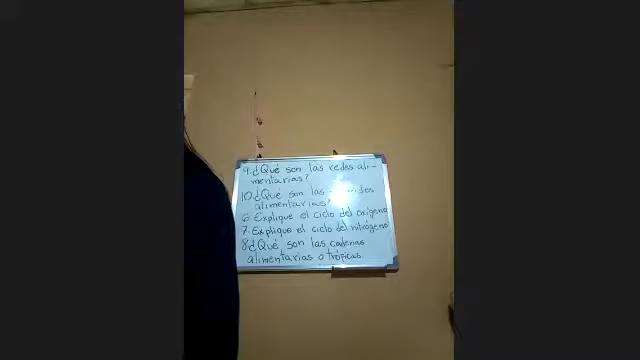 9.¿Qué son las redes ali-
mentarias?
10.¿Qué son las
alimentarias?
6. Explique el ciclo del oxígeno
7. Explique el ciclo del nitrógeno
8.¿Qué son las cadenas
alimentarias o tróficas.